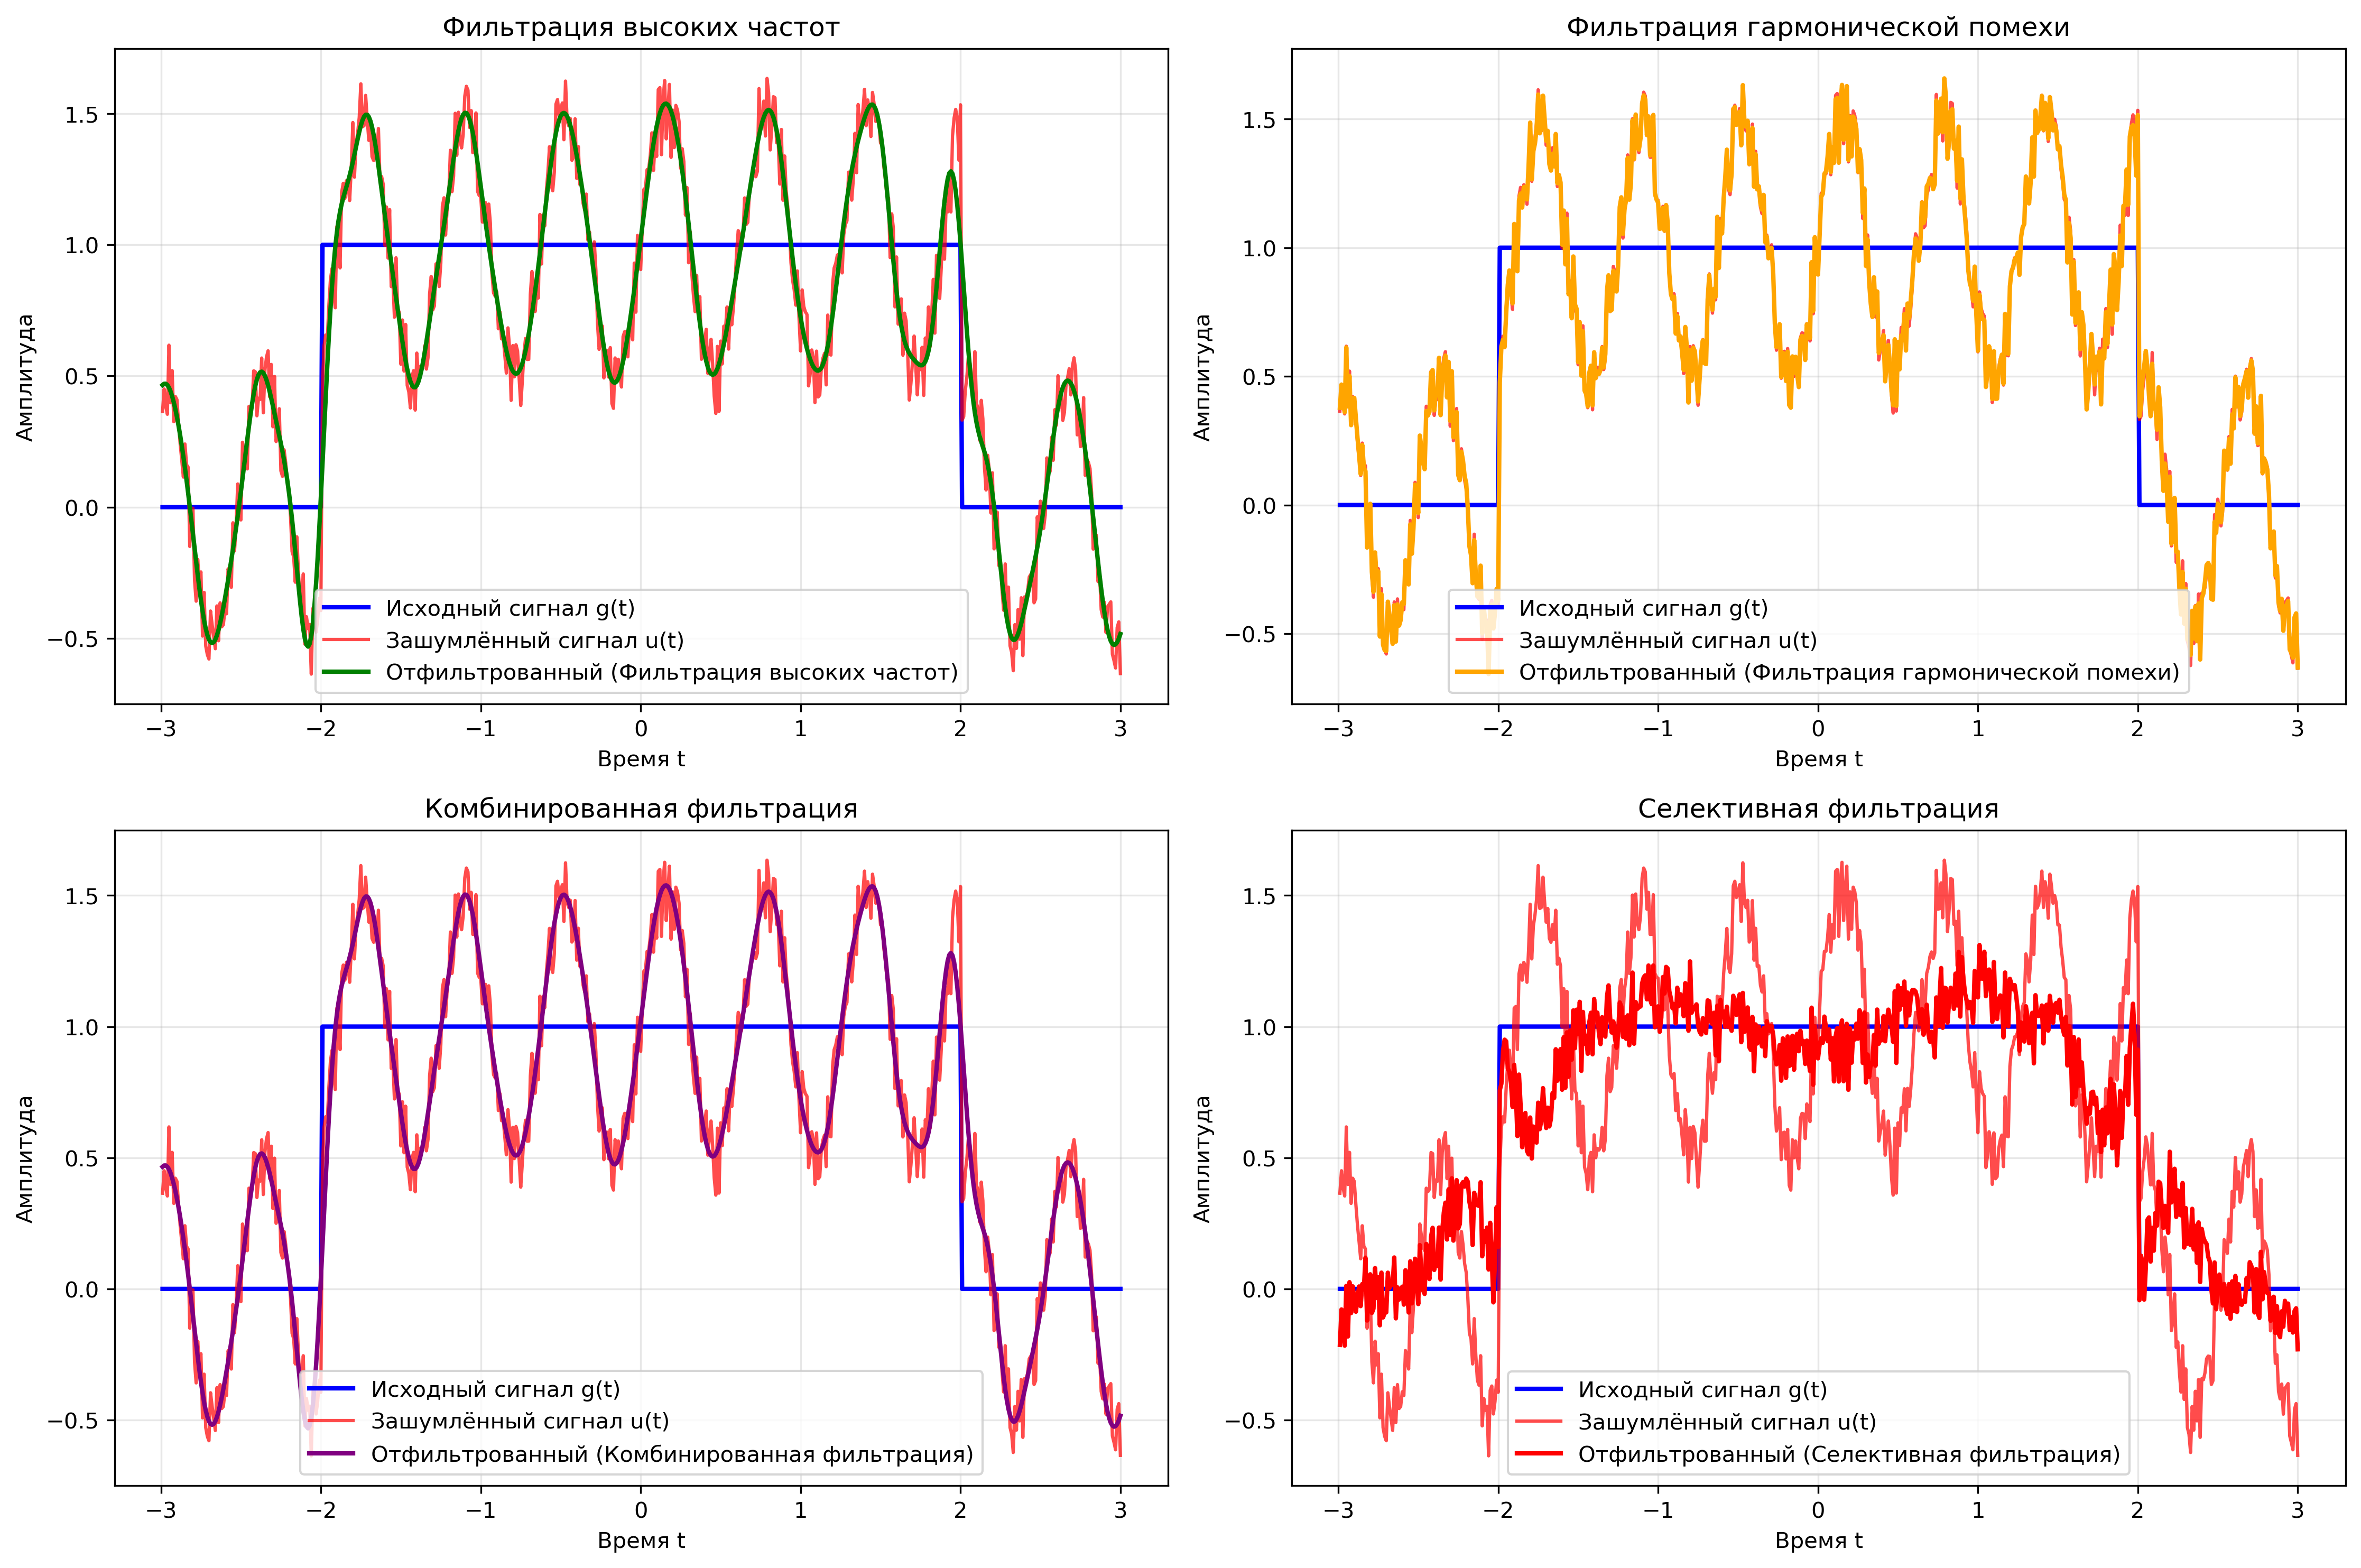 Фильтрация высоких частот
1.5
1.0
0.5
0.0
−0.5
Амплитуда
Исходный сигнал g(t)
Зашумлённый сигнал u(t)
Отфильтрованный (Фильтрация высоких частот)
−3 −2 −1 0 1 2 3
Время t
Фильтрация гармонической помехи
1.5
1.0
0.5
0.0
−0.5
Амплитуда
Исходный сигнал g(t)
Зашумлённый сигнал u(t)
Отфильтрованный (Фильтрация гармонической помехи)
−3 −2 −1 0 1 2 3
Время t
Комбинированная фильтрация
1.5
1.0
0.5
0.0
−0.5
Амплитуда
Исходный сигнал g(t)
Зашумлённый сигнал u(t)
Отфильтрованный (Комбинированная фильтрация)
−3 −2 −1 0 1 2 3
Время t
Селективная фильтрация
1.5
1.0
0.5
0.0
−0.5
Амплитуда
Исходный сигнал g(t)
Зашумлённый сигнал u(t)
Отфильтрованный (Селективная фильтрация)
−3 −2 −1 0 1 2 3
Время t